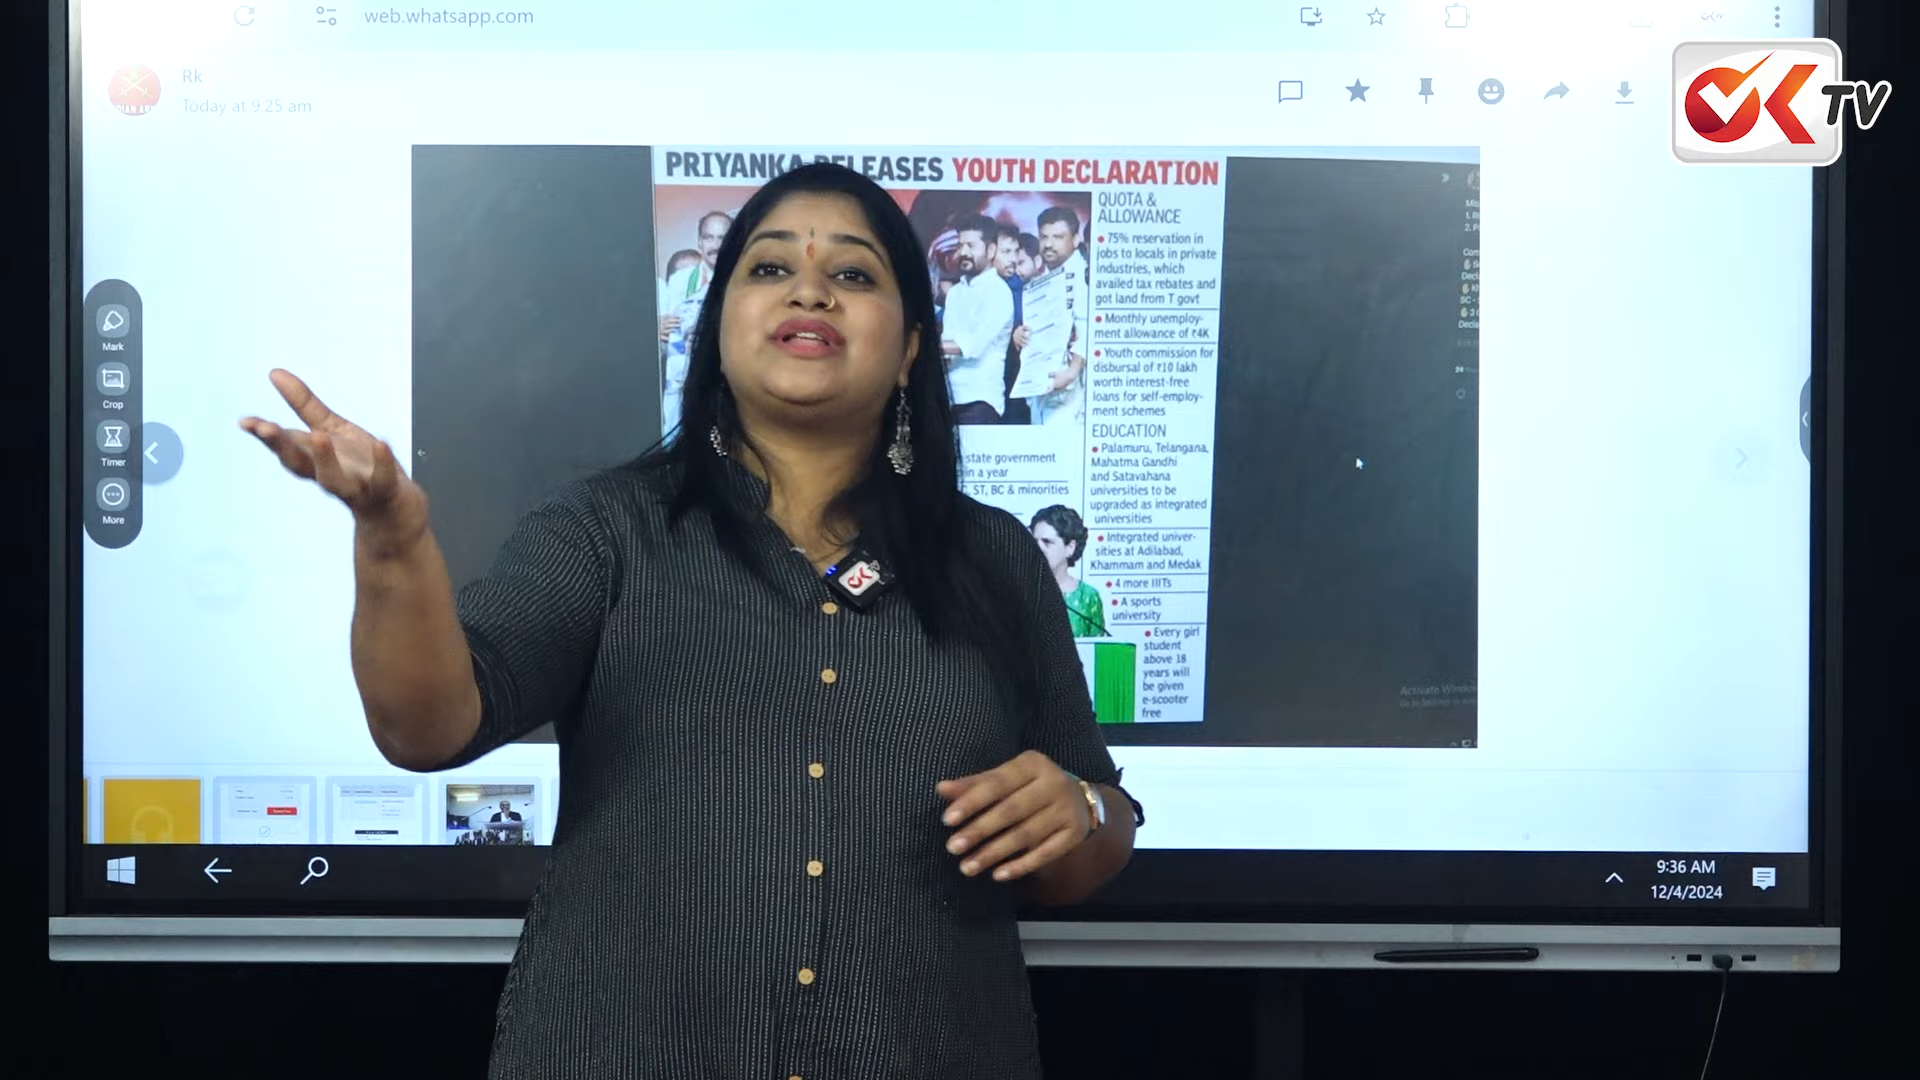 web.whatsapp.com
Rk
Today at 9.25 am
OK TV
PRIYANKA RELEASES YOUTH DECLARATION
QUOTA &
ALLOWANCE
• 75% reservation in
jobs to locals in private
industries, which
availed tax rebates and
got land from T govt
• Monthly unemploy-
ment allowance of ₹4K
• Youth commission for
disbursal of ₹10 lakh
worth interest-free
loans for self-employ-
ment schemes
EDUCATION
• Palamuru, Telangana,
Mahatma Gandhi
and Satavahana
universities to be
upgraded as integrated
universities
• Integrated univer-
sities at Adilabad,
Khammam and Medak
• 4 more IIITs
• A sports
university
• Every girl
student
above 18
years will
be given
e-scooter
free
state government
in a year
ST, BC & minorities
Mark
Crop
Timer
More
OK
Activate Windows
9:36 AM
12/4/2024